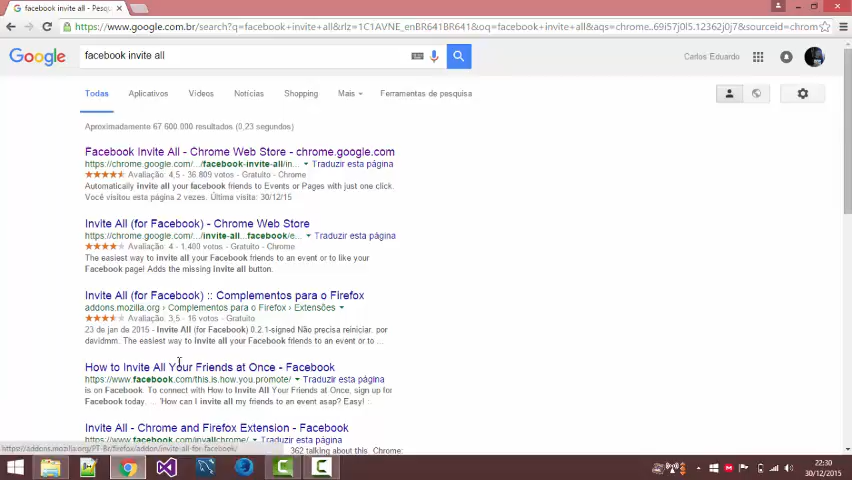 facebook invite all - Pesqu
https://www.google.com.br/search?q=facebook+invite+all&rlz=1C1AVNE_enBR641BR641&oq=facebook+invite+all&aqs=chrome..69i57j0l5.12362j0j7&sourceid=chrom
Google
facebook invite all
Carlos Eduardo
Todas Aplicativos Vídeos Notícias Shopping Mais Ferramentas de pesquisa
Aproximadamente 67.600.000 resultados (0,23 segundos)
Facebook Invite All - Chrome Web Store - chrome.google.com
https://chrome.google.com/.../facebook-invite-all/in... Traduzir esta página
Avaliação: 4,5 - 36.809 votos - Gratuito - Chrome
Automatically invite all your facebook friends to Events or Pages with just one click.
Você visitou esta página 2 vezes. Última visita: 30/12/15
Invite All (for Facebook) - Chrome Web Store
https://chrome.google.com/.../invite-all...facebook/e... Traduzir esta página
Avaliação: 4 - 1.400 votos - Gratuito - Chrome
The easiest way to invite all your Facebook friends to an event or to like your
Facebook page! Adds the missing invite all button.
Invite All (for Facebook) :: Complementos para o Firefox
addons.mozilla.org › Complementos para o Firefox › Extensões
Avaliação: 3,5 - 16 votos - Gratuito
23 de jan de 2015 - Invite All (for Facebook) 0.2.1-signed Não precisa reiniciar. por
davidmm. The easiest way to invite all your Facebook friends to an event or to ...
How to Invite All Your Friends at Once - Facebook
https://www.facebook.com/this.is.how.you.promote/ Traduzir esta página
is on Facebook. To connect with How to Invite All Your Friends at Once, sign up for
Facebook today. ... 'How can I invite all my friends to an event asap? Easy! :.
Invite All - Chrome and Firefox Extension - Facebook
https://www.facebook.com/invallchrome/ Traduzir esta página
https://addons.mozilla.org/PT-Br/firefox/addon/invite-all-for-facebook/
362 talking about this. Chrome:
22:30
30/12/2015